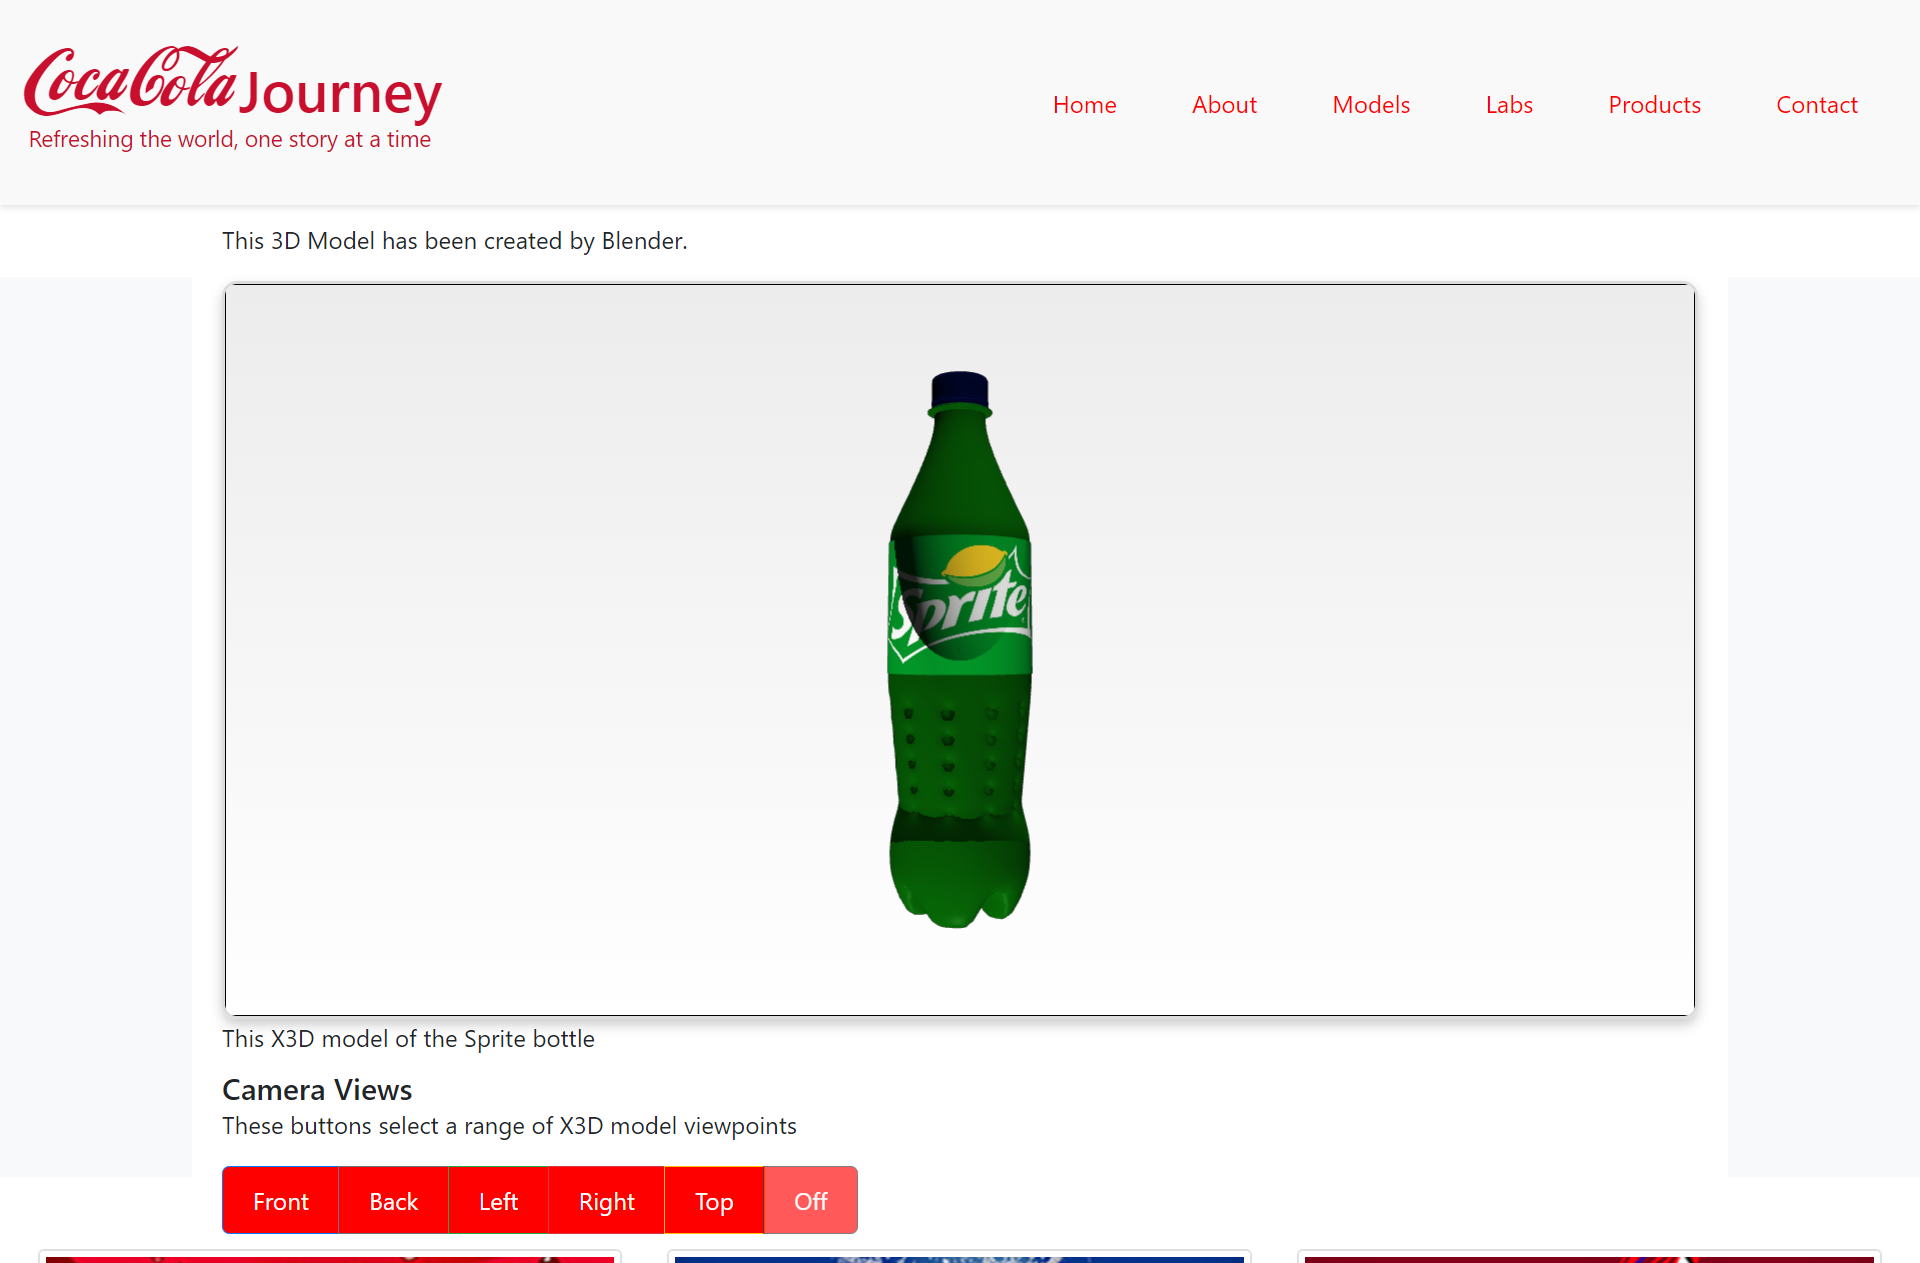 CocaCola Journey
Refreshing the world, one story at a time
Home About Models Labs Products Contact
This 3D Model has been created by Blender.
Sprite
This X3D model of the Sprite bottle
Camera Views
These buttons select a range of X3D model viewpoints
Front Back Left Right Top Off